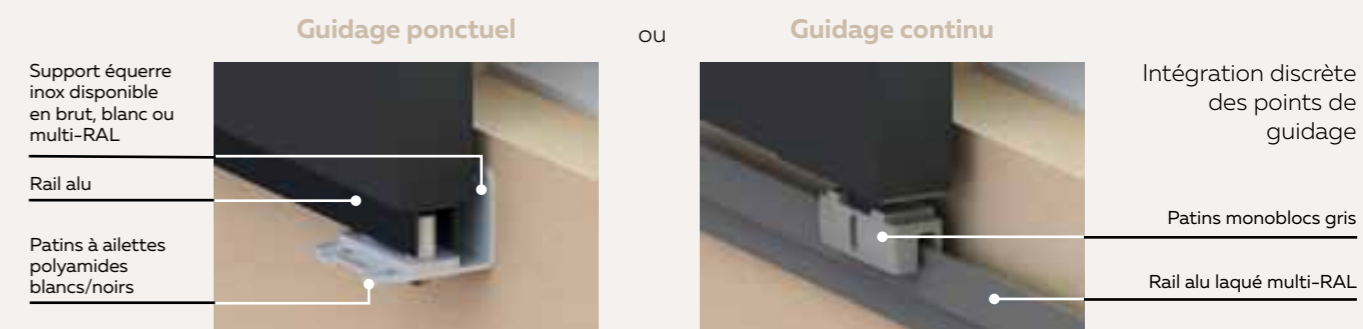 Guidage ponctuel
ou
Guidage continu
Support équerre
inox disponible
en brut, blanc ou
multi-RAL
Rail alu
Patins à ailettes
polyamides
blancs/noirs
Intégration discrète
des points de
guidage
Patins monoblocs gris
Rail alu laqué multi-RAL